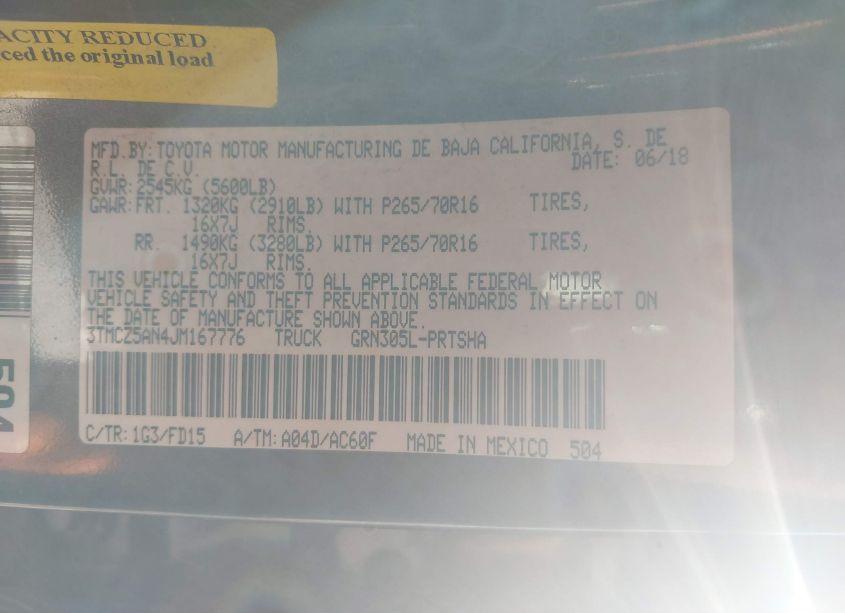 ACITY REDUCED
ced the original load
MFD.BY:TOYOTA MOTOR MANUFACTURING DE BAJA CALIFORNIA, S. DE
R.L. DE C.V. DATE: 06/18
GVWR:2545KG (5600LB)
GAWR:FRT. 1320KG (2910LB) WITH P265/70R16 TIRES,
16X7J RIMS.
RR. 1490KG (3280LB) WITH P265/70R16 TIRES,
16X7J RIMS.
THIS VEHICLE CONFORMS TO ALL APPLICABLE FEDERAL MOTOR
VEHICLE SAFETY AND THEFT PREVENTION STANDARDS IN EFFECT ON
THE DATE OF MANUFACTURE SHOWN ABOVE.
3TMCZ5AN4JM167776 TRUCK GRN305L-PRTSHA
C/TR:1G3/FD15 A/TM:A04D/AC60F MADE IN MEXICO 504
504